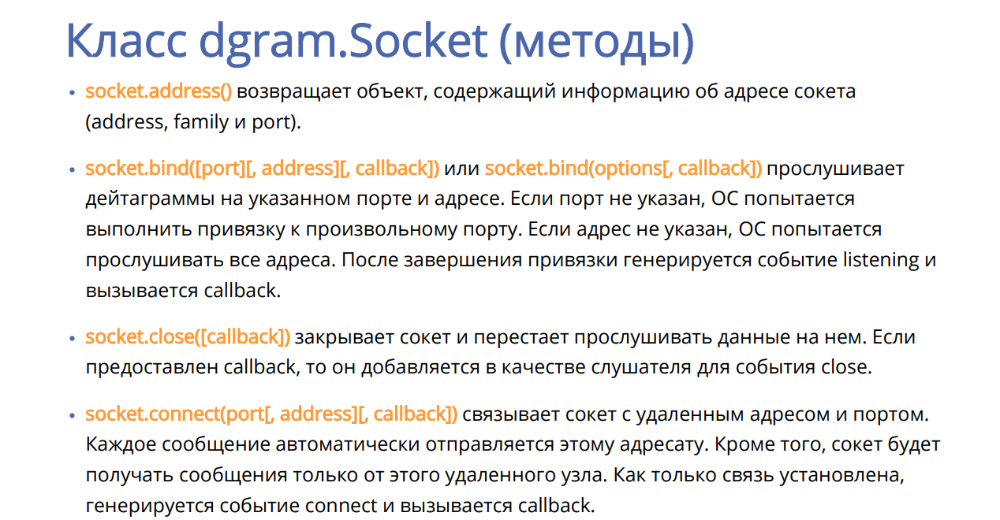 Класс dgram.Socket (методы)
• socket.address() возвращает объект, содержащий информацию об адресе сокета
(address, family и port).
• socket.bind([port][, address][, callback]) или socket.bind(options[, callback]) прослушивает
дейтаграммы на указанном порте и адресе. Если порт не указан, ОС попытается
выполнить привязку к произвольному порту. Если адрес не указан, ОС попытается
прослушивать все адреса. После завершения привязки генерируется событие listening и
вызывается callback.
• socket.close([callback]) закрывает сокет и перестает прослушивать данные на нем. Если
предоставлен callback, то он добавляется в качестве слушателя для события close.
• socket.connect(port[, address][, callback]) связывает сокет с удаленным адресом и портом.
Каждое сообщение автоматически отправляется этому адресату. Кроме того, сокет будет
получать сообщения только от этого удаленного узла. Как только связь установлена,
генерируется событие connect и вызывается callback.